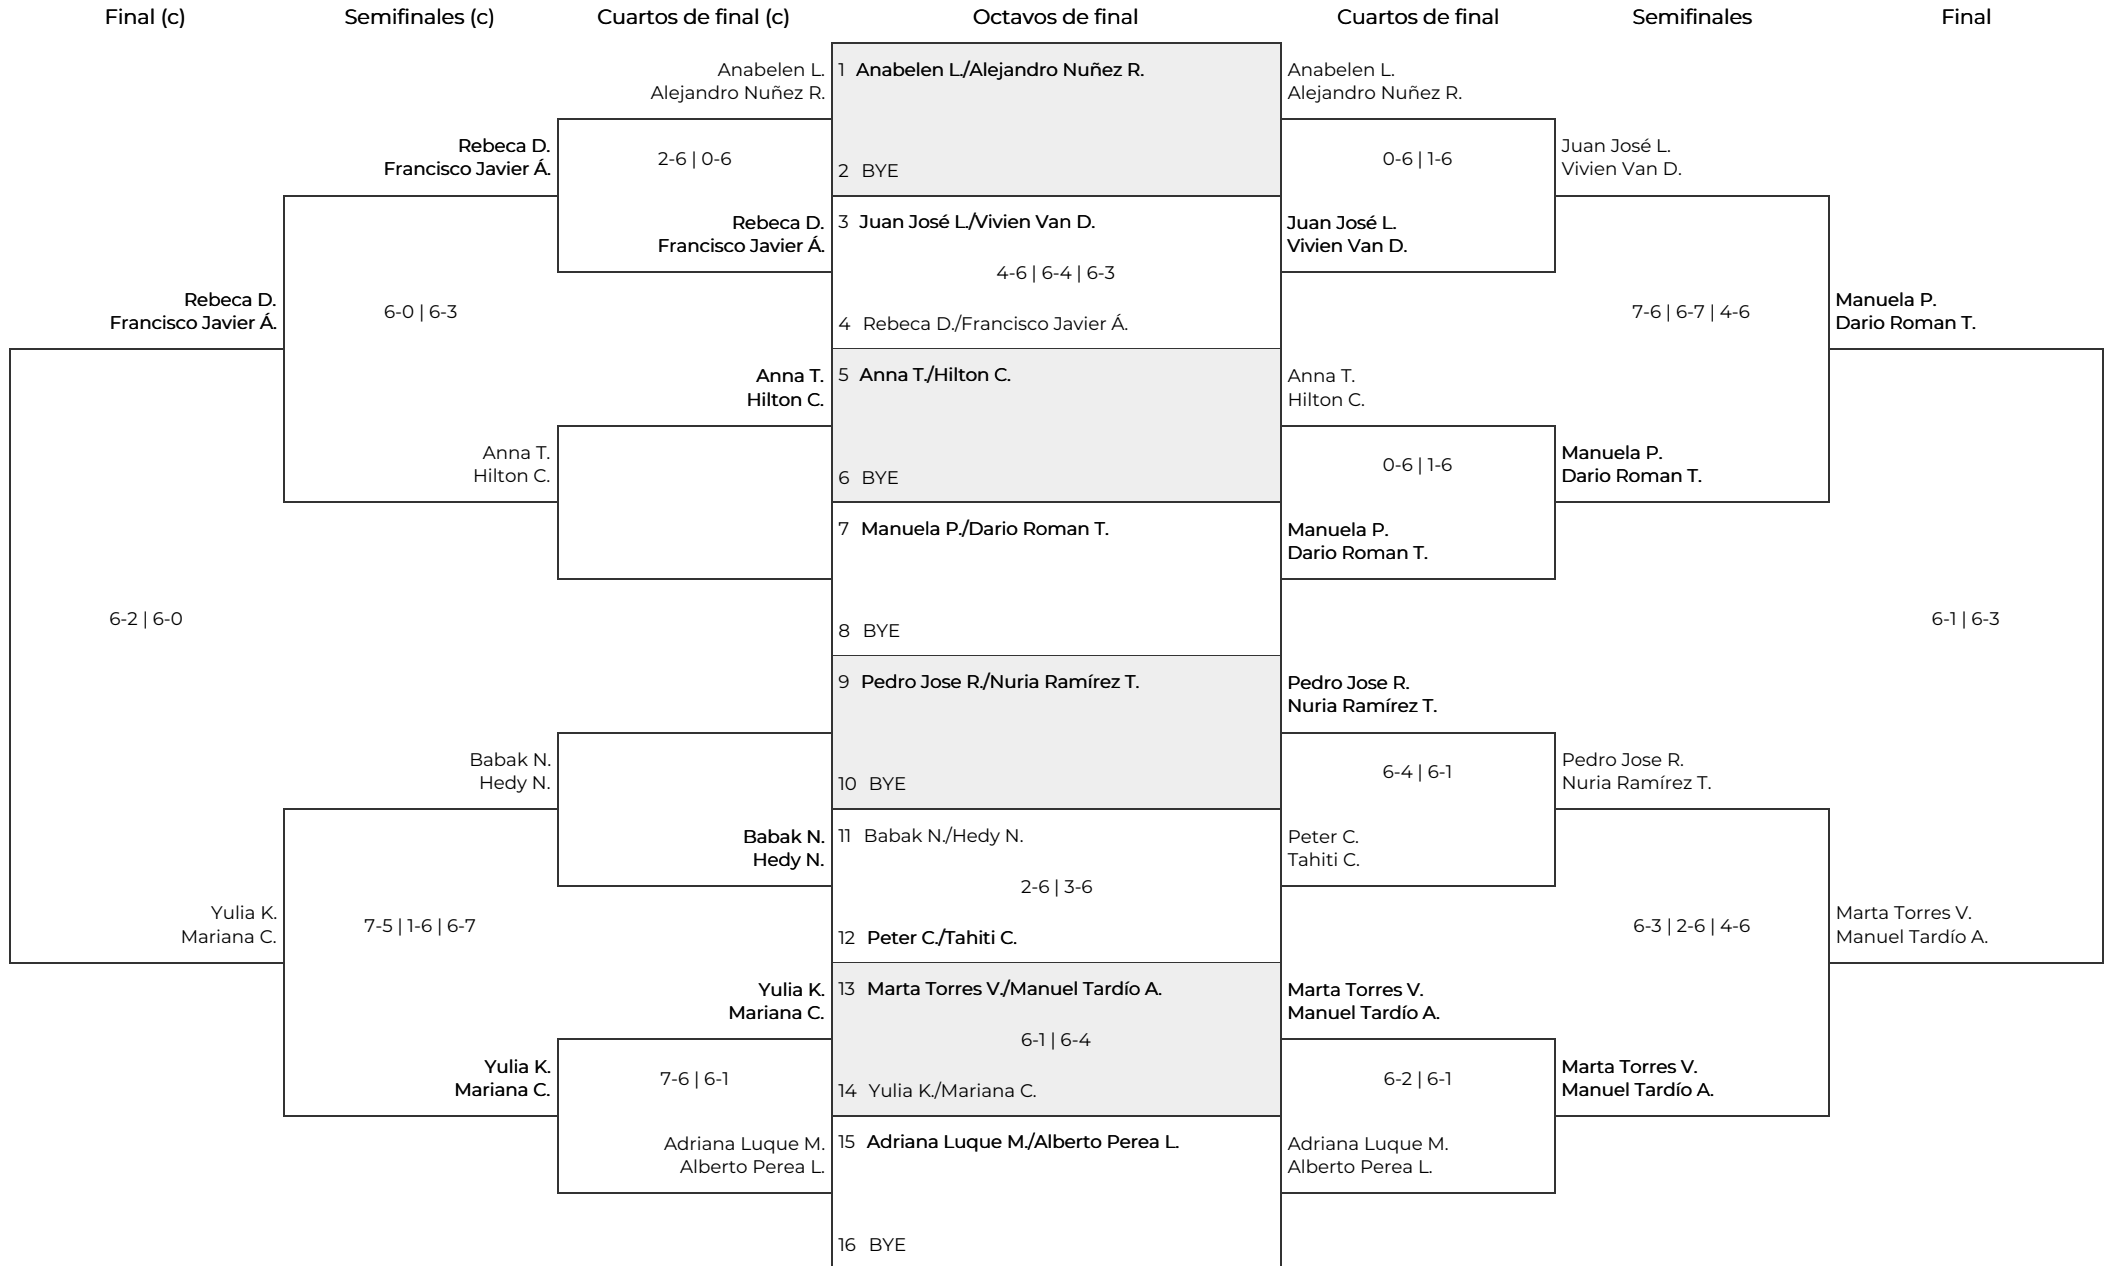 Final (c)
Semifinales (c)
Cuartos de final (c)
Octavos de final
Cuartos de final
Semifinales
Final
Rebeca D.
Francisco Javier Á.
6-2 | 6-0
Yulia K.
Mariana C.
Rebeca D.
Francisco Javier Á.
6-0 | 6-3
Anna T.
Hilton C.
Babak N.
Hedy N.
7-5 | 1-6 | 6-7
Yulia K.
Mariana C.
Anabelen L.
Alejandro Nuñez R.
2-6 | 0-6
Rebeca D.
Francisco Javier Á.
Anna T.
Hilton C.
Babak N.
Hedy N.
Yulia K.
Mariana C.
7-6 | 6-1
Adriana Luque M.
Alberto Perea L.
1 Anabelen L./Alejandro Nuñez R.
2 BYE
3 Juan José L./Vivien Van D.
4-6 | 6-4 | 6-3
4 Rebeca D./Francisco Javier Á.
5 Anna T./Hilton C.
6 BYE
7 Manuela P./Dario Roman T.
8 BYE
9 Pedro Jose R./Nuria Ramírez T.
10 BYE
11 Babak N./Hedy N.
2-6 | 3-6
12 Peter C./Tahiti C.
13 Marta Torres V./Manuel Tardío A.
6-1 | 6-4
14 Yulia K./Mariana C.
15 Adriana Luque M./Alberto Perea L.
16 BYE
Anabelen L.
Alejandro Nuñez R.
0-6 | 1-6
Juan José L.
Vivien Van D.
Anna T.
Hilton C.
0-6 | 1-6
Manuela P.
Dario Roman T.
Pedro Jose R.
Nuria Ramírez T.
6-4 | 6-1
Peter C.
Tahiti C.
Marta Torres V.
Manuel Tardío A.
6-2 | 6-1
Adriana Luque M.
Alberto Perea L.
Juan José L.
Vivien Van D.
7-6 | 6-7 | 4-6
Manuela P.
Dario Roman T.
Pedro Jose R.
Nuria Ramírez T.
6-3 | 2-6 | 4-6
Marta Torres V.
Manuel Tardío A.
Manuela P.
Dario Roman T.
6-1 | 6-3
Marta Torres V.
Manuel Tardío A.